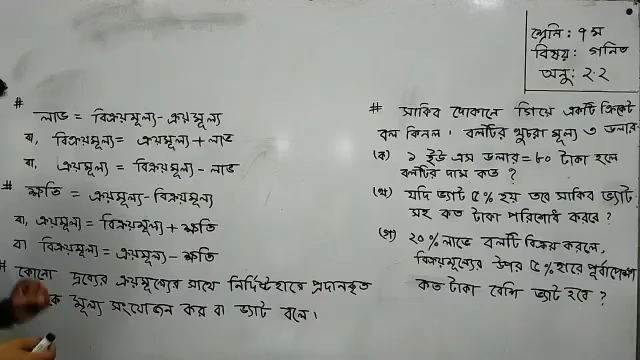 শ্রেনি: ৭ম
বিষয়: গনিত
অনু: ২.২
# লাভ = বিক্রয়মূল্য - ক্রয়মূল্য
বা, বিক্রয়মূল্য = ক্রয়মূল্য + লাভ
বা, ক্রয়মূল্য = বিক্রয়মূল্য - লাভ
# ক্ষতি = ক্রয়মূল্য - বিক্রয়মূল্য
বা, ক্রয়মূল্য = বিক্রয়মূল্য + ক্ষতি
বা বিক্রয়মূল্য = ক্রয়মূল্য - ক্ষতি
# কোনো দ্রব্যের ক্রয়মূল্যের সাথে নির্দিষ্টহারে প্রদানকৃত
মূল্য সংযোজন কর বা ভ্যাট বলে।
# সাকিব দোকানে গিয়ে একটি ক্রিকেট
বল কিনল। বলটির খুচরা মূল্য ৩ ডলার
(ক) ১ ইউ এস ডলার = ৮০ টাকা হলে
বলটির দাম কত?
(খ) যদি ভ্যাট ৫% হয় তবে সাকিব ভ্যাট
সহ কত টাকা পরিশোধ করবে?
(গ) ২০% লাভে বলটি বিক্রয় করলে,
বিক্রয়মূল্যের উপর ৫% হারে পূর্বাপেক্ষা
কত টাকা বেশি ভ্যাট হবে?